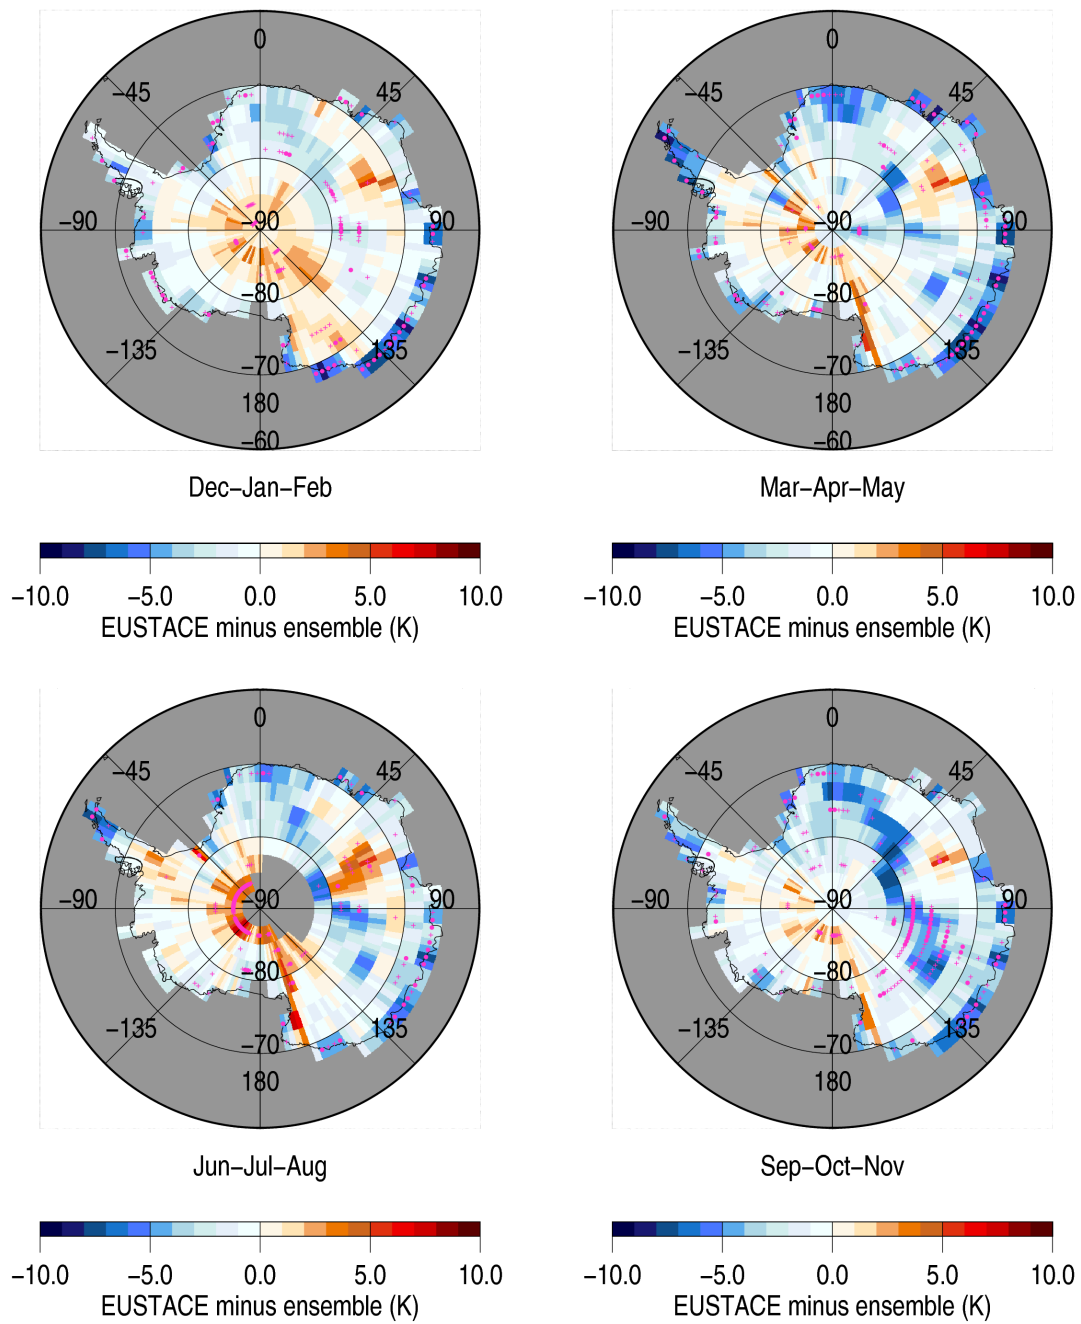 0 0
−45 45 −45 45
−90 −90 90 −90 −90 90
−80 −80
−135 135 −135 135
−70 −70
180 180
−60 −60
Dec−Jan−Feb Mar−Apr−May
−10.0 −5.0 0.0 5.0 10.0 −10.0 −5.0 0.0 5.0 10.0
EUSTACE minus ensemble (K) EUSTACE minus ensemble (K)
0 0
−45 45 −45 45
−90 −90 90 −90 −90 90
−80 −80
−135 135 −135 135
−70 −70
180 180
Jun−Jul−Aug Sep−Oct−Nov
−10.0 −5.0 0.0 5.0 10.0 −10.0 −5.0 0.0 5.0 10.0
EUSTACE minus ensemble (K) EUSTACE minus ensemble (K)